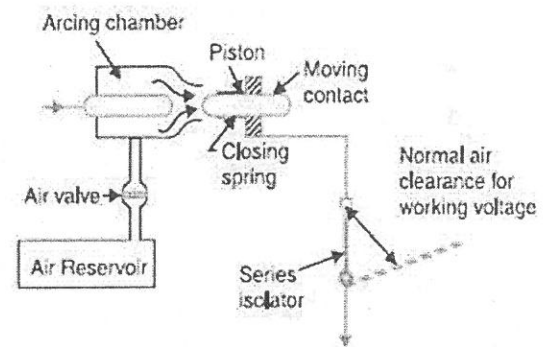 Arcing chamber
Piston
Moving
contact
Closing
spring
Normal air
clearance for
working voltage
Air valve
Air Reservoir
Series
isolator